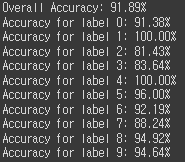 Overall Accuracy: 91.89%
Accuracy for label 0: 91.38%
Accuracy for label 1: 100.00%
Accuracy for label 2: 81.43%
Accuracy for label 3: 83.64%
Accuracy for label 4: 100.00%
Accuracy for label 5: 96.00%
Accuracy for label 6: 92.19%
Accuracy for label 7: 88.24%
Accuracy for label 8: 94.92%
Accuracy for label 9: 94.64%